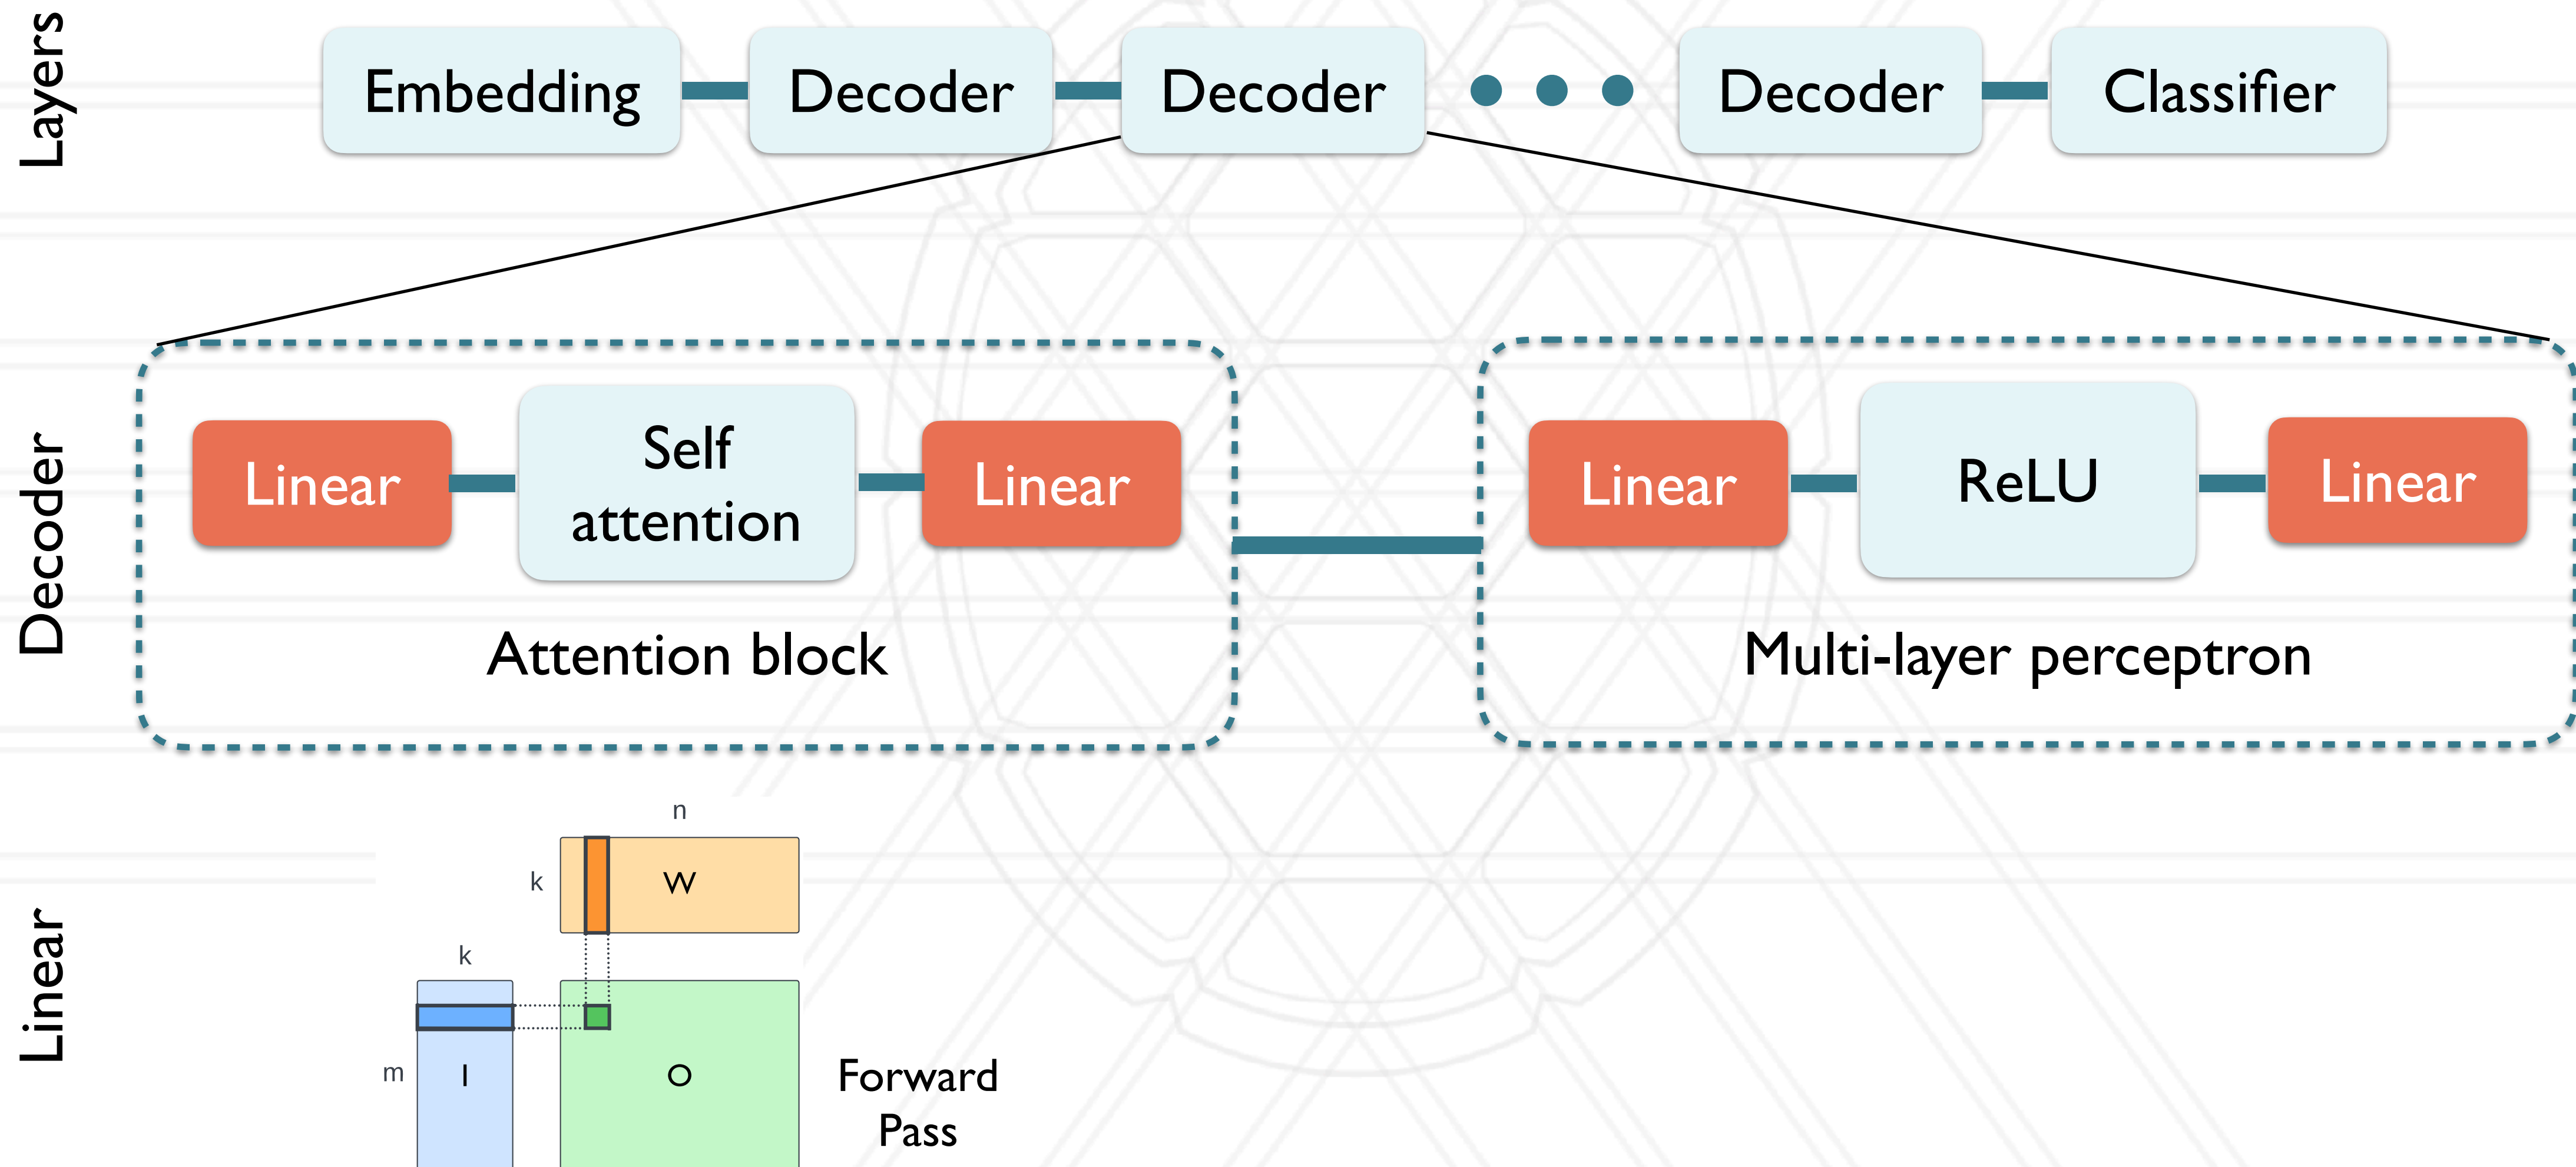 Layers
Embedding
Decoder
Decoder
Decoder
Classifier
Decoder
Linear
Self
attention
Linear
Attention block
Linear
ReLU
Linear
Multi-layer perceptron
Linear
n
k
W
k
m
I
O
Forward
Pass